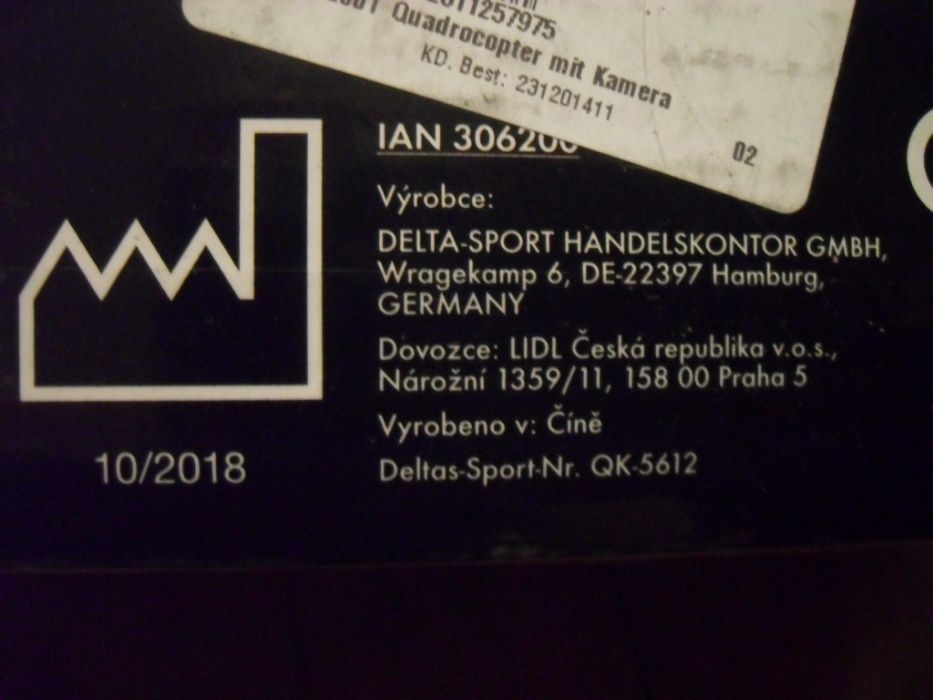 Quadrocopter mit Kamera
KD. Best: 231201411
02
IAN 306200
Výrobce:
DELTA-SPORT HANDELSKONTOR GMBH,
Wragekamp 6, DE-22397 Hamburg,
GERMANY
Dovozce: LIDL Česká republika v.o.s.,
Nárožní 1359/11, 158 00 Praha 5
Vyrobeno v: Číně
Deltas-Sport-Nr. QK-5612
10/2018